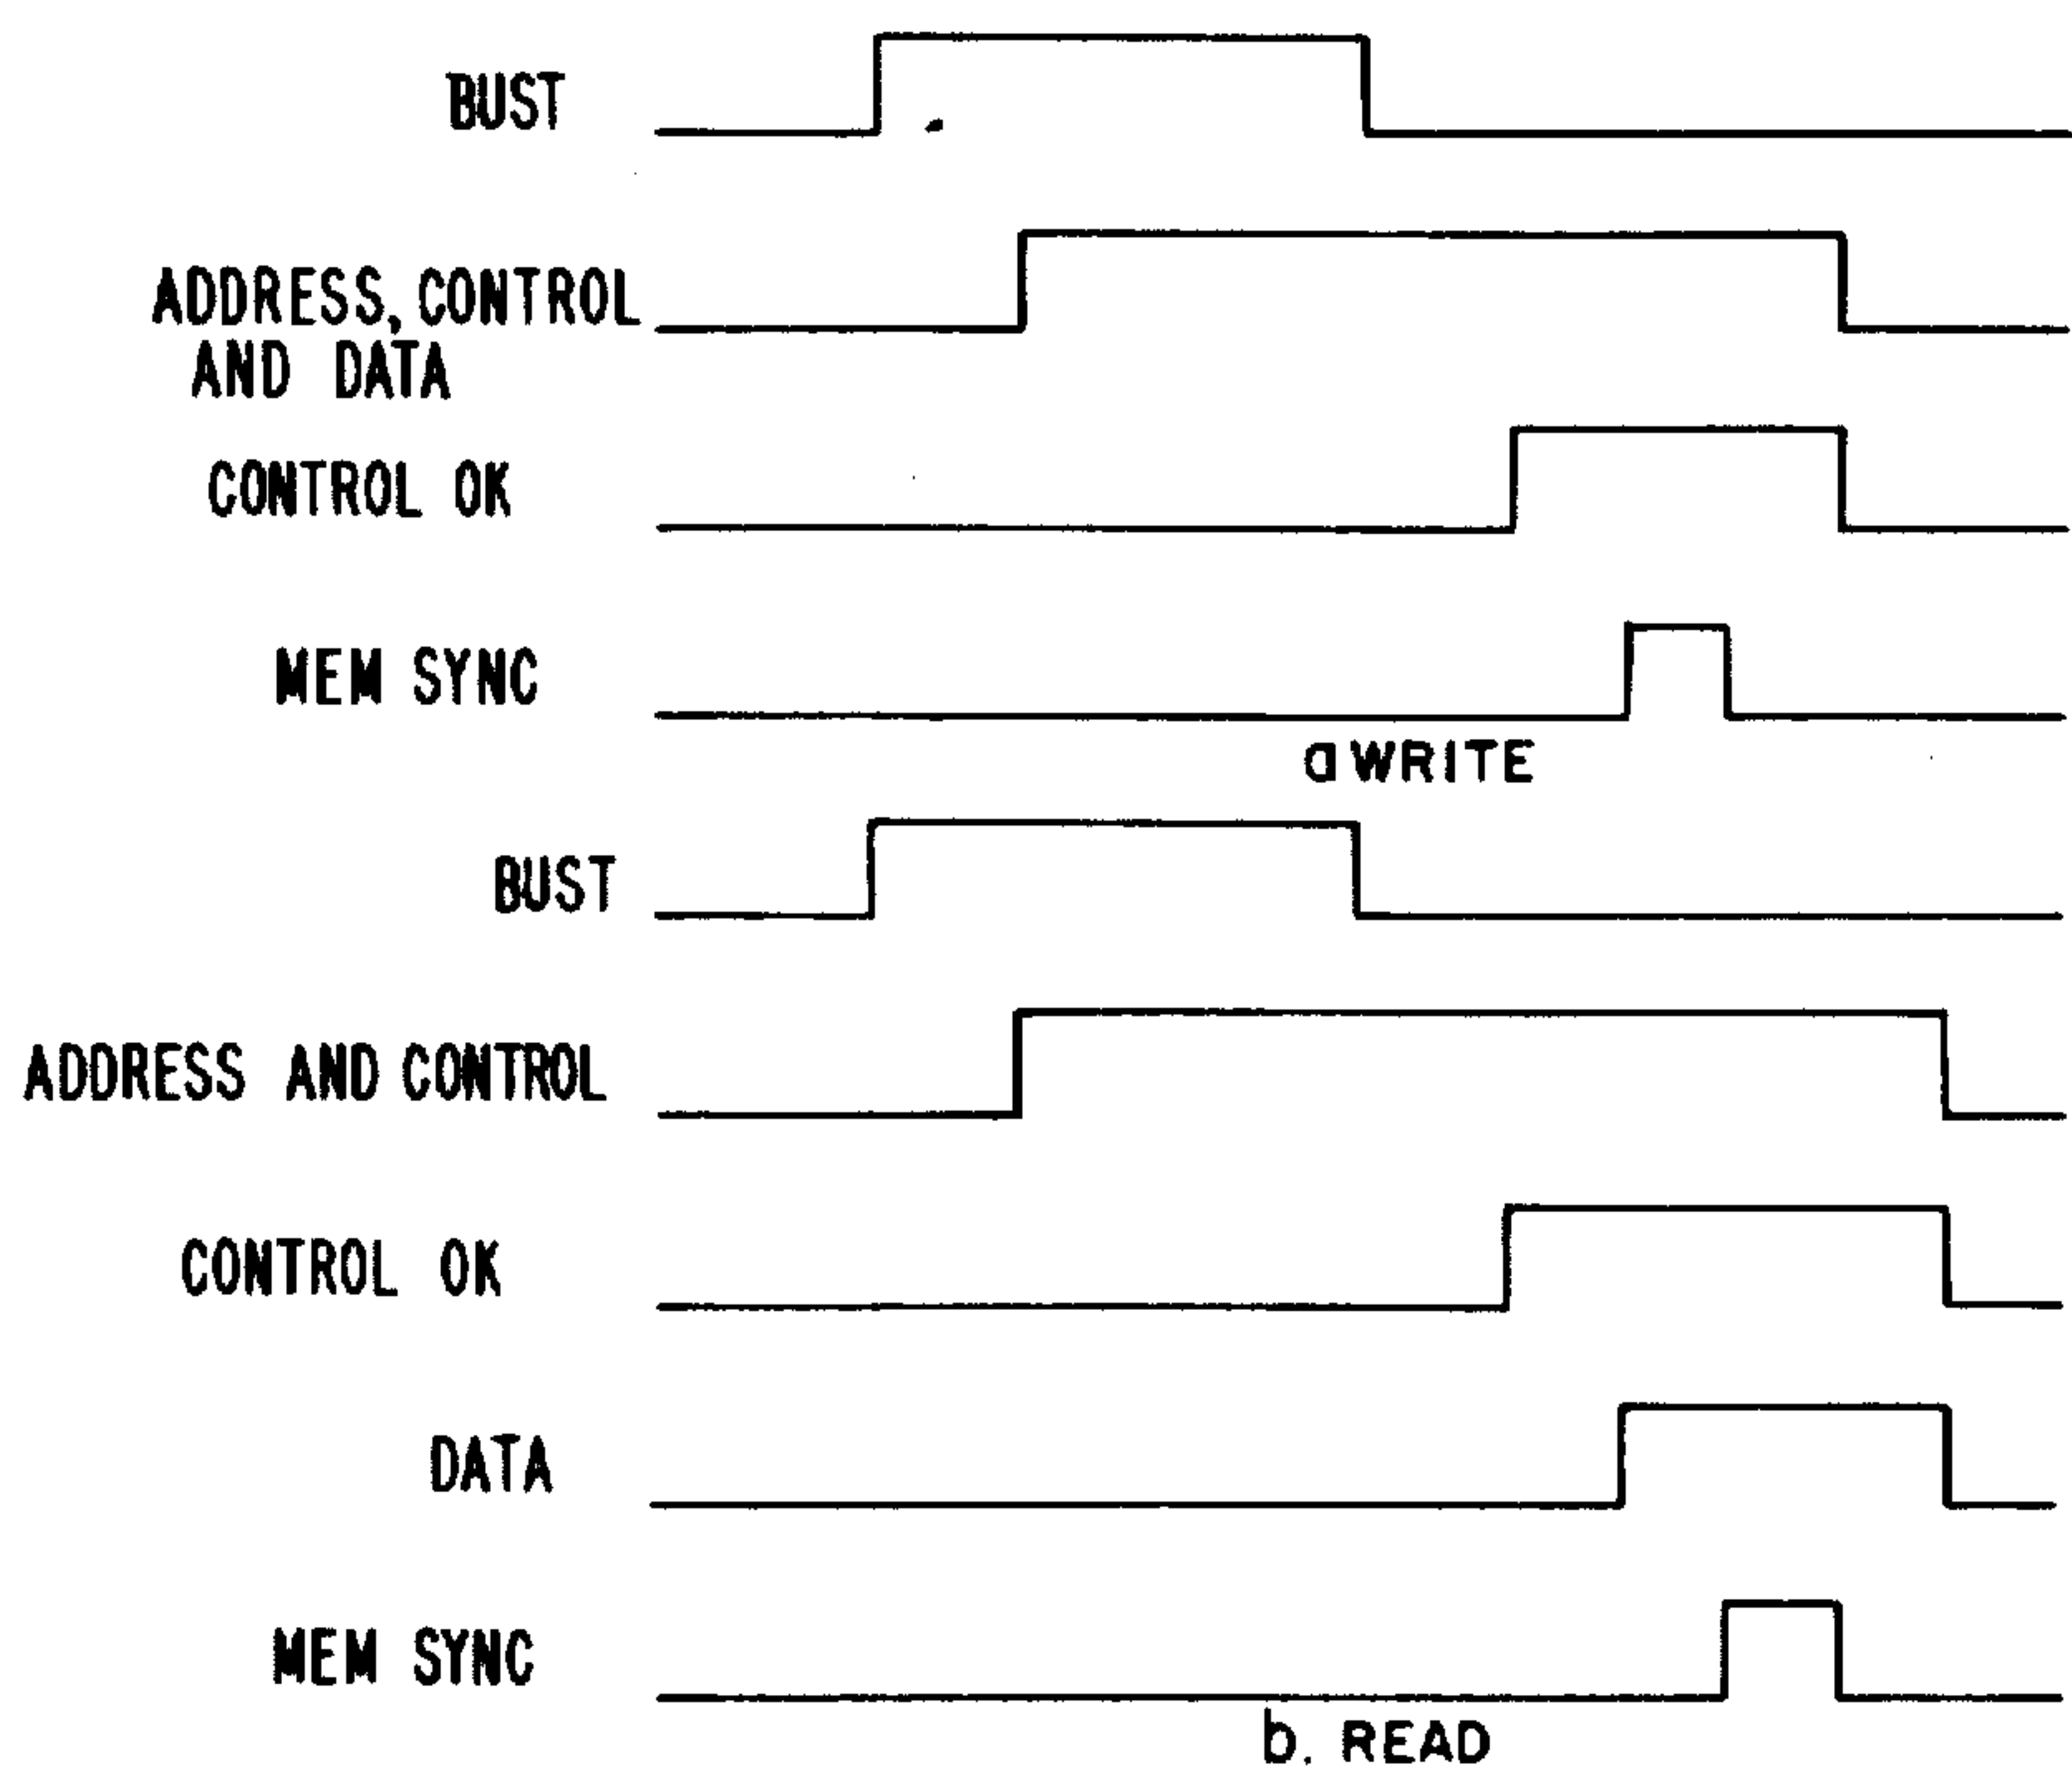 BUST
ADDRESS, CONTROL
AND DATA
CONTROL OK
MEM SYNC
a WRITE
BUST
ADDRESS AND CONTROL
CONTROL OK
DATA
MEM SYNC
b. READ